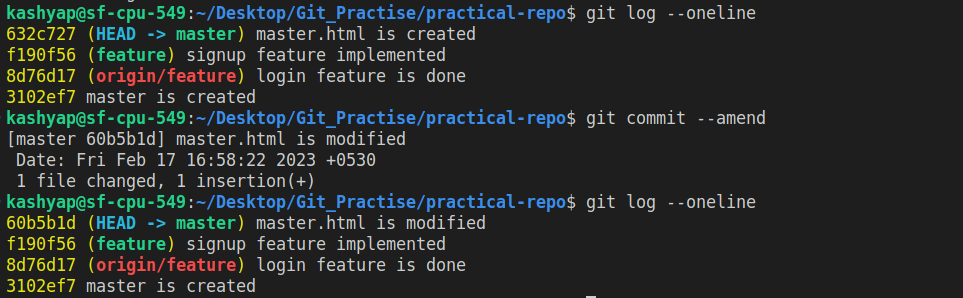 kashyap@sf-cpu-549:~/Desktop/Git_Practise/practical-repo$ git log --oneline
632c727 (HEAD -> master) master.html is created
f190f56 (feature) signup feature implemented
8d76d17 (origin/feature) login feature is done
3102ef7 master is created
kashyap@sf-cpu-549:~/Desktop/Git_Practise/practical-repo$ git commit --amend
[master 60b5b1d] master.html is modified
 Date: Fri Feb 17 16:58:22 2023 +0530
 1 file changed, 1 insertion(+)
kashyap@sf-cpu-549:~/Desktop/Git_Practise/practical-repo$ git log --oneline
60b5b1d (HEAD -> master) master.html is modified
f190f56 (feature) signup feature implemented
8d76d17 (origin/feature) login feature is done
3102ef7 master is created